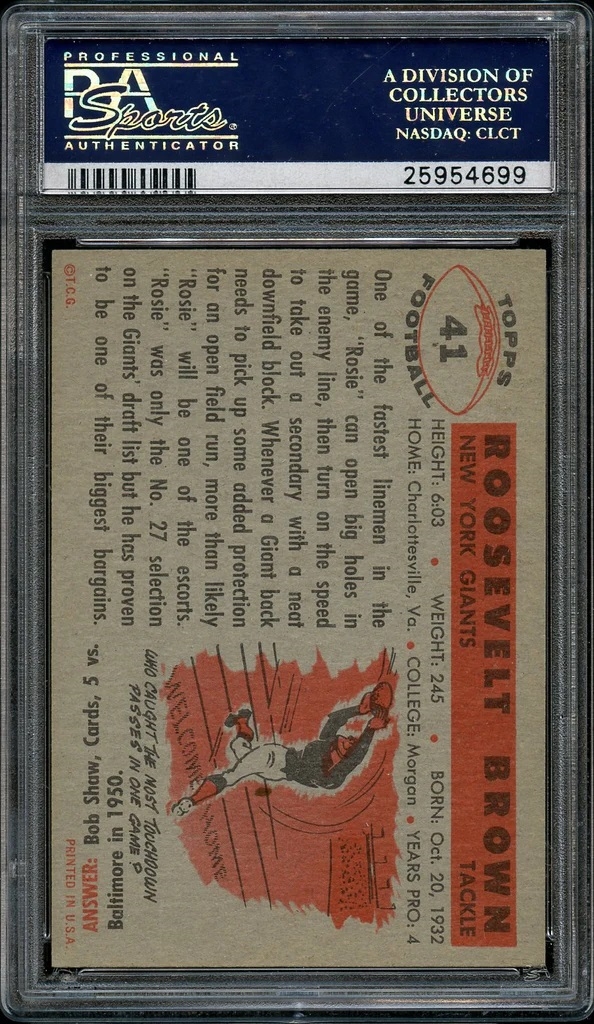 PROFESSIONAL
PSA
Sports
AUTHENTICATOR
A DIVISION OF
COLLECTORS
UNIVERSE
NASDAQ: CLCT
25954699
TOPPS
41
FOOTBALL
ROOSEVELT BROWN
NEW YORK GIANTS TACKLE
HEIGHT: 6:03 • WEIGHT: 245 • BORN: Oct. 20, 1932
HOME: Charlottesville, Va. • COLLEGE: Morgan • YEARS PRO: 4
One of the fastest linemen in the
game, "Rosie" can open big holes in
the enemy line, then turn on the speed
to take out a secondary with a neat
downfield block. Whenever a Giant back
needs to pick up some added protection
for an open field run, more than likely
"Rosie" will be one of the escorts.
"Rosie" was only the No. 27 selection
on the Giants' draft list but he has proven
to be one of their biggest bargains.
WELCOME HOME
WHO CAUGHT THE MOST TOUCHDOWN
PASSES IN ONE GAME?
ANSWER: Bob Shaw, Cards, 5 vs.
Baltimore in 1950.
©T.C.G.
PRINTED IN U.S.A.